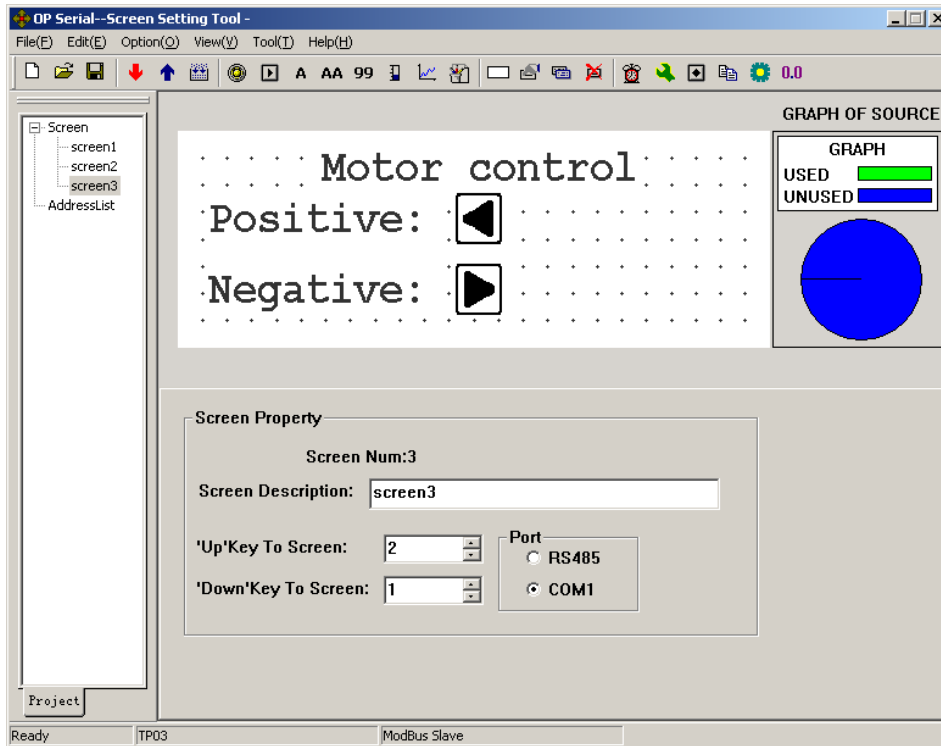 OP Serial--Screen Setting Tool -
File(F) Edit(E) Option(O) View(V) Tool(T) Help(H)
A AA 99 0.0
GRAPH OF SOURCE
Screen
screen1
screen2
screen3
AddressList
Motor control
Positive:
Negative:
GRAPH
USED
UNUSED
Screen Property
Screen Num:3
Screen Description: screen3
'Up'Key To Screen: 2
'Down'Key To Screen: 1
Port
RS485
COM1
Project
Ready TP03 ModBus Slave